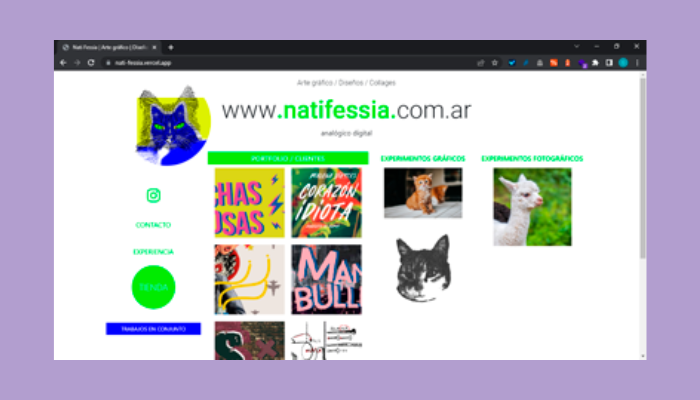 Nati Fessia | Arte gráfico | Diseñ
nati-fessia.vercel.app
Arte gráfico / Diseños / Collages
www.natifessia.com.ar
analógico digital
PORTFOLIO / CLIENTES
EXPERIMENTOS GRÁFICOS
EXPERIMENTOS FOTOGRÁFICOS
CHAS
OSAS
CORAZÓN
IDIOTA
CONTACTO
EXPERIENCIA
TIENDA
MAN
BULL
TRABAJOS EN CONJUNTO